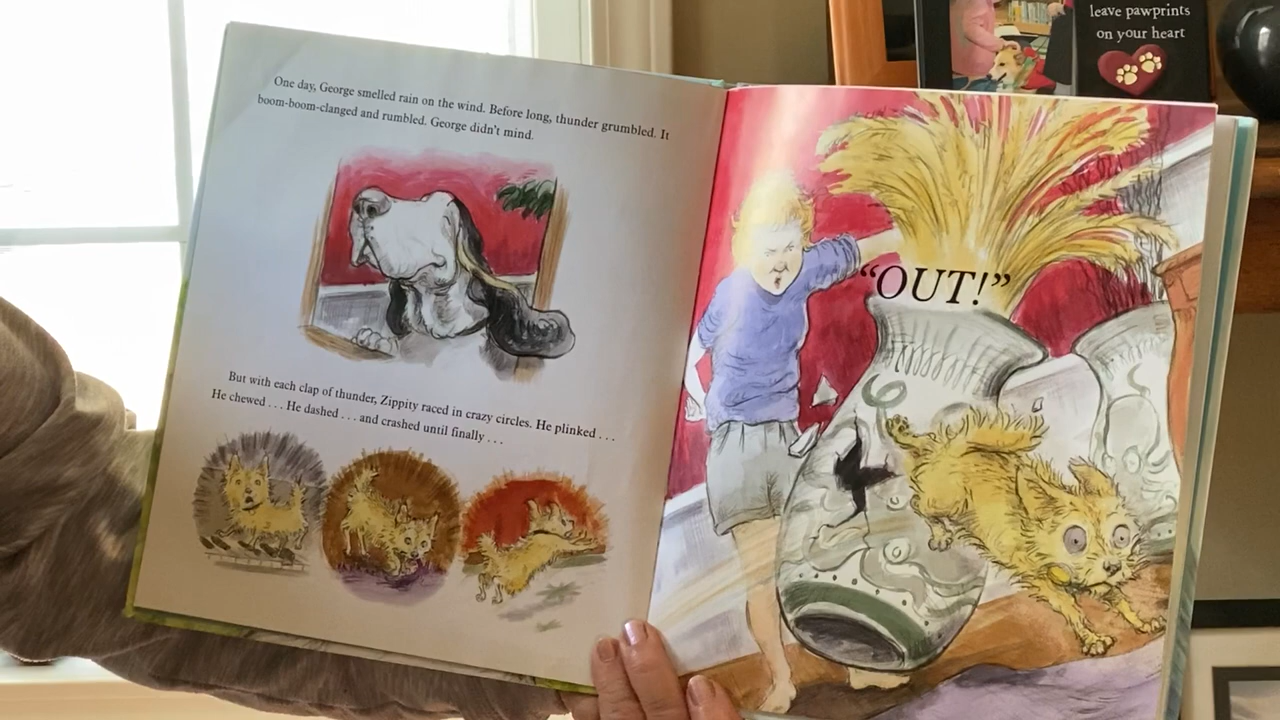 leave pawprints
on your heart
One day, George smelled rain on the wind. Before long, thunder grumbled. It
boom-boom-clanged and rumbled. George didn't mind.
But with each clap of thunder, Zippity raced in crazy circles. He plinked . . .
He chewed . . . He dashed . . . and crashed until finally . . .
“OUT!”